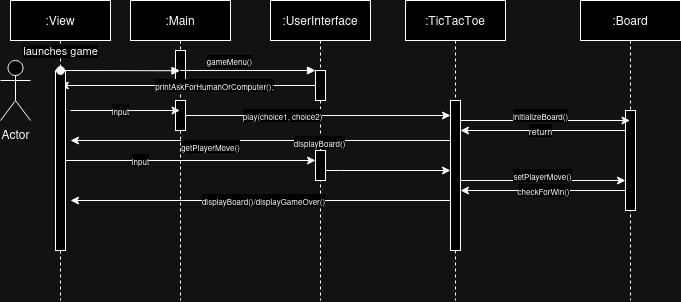 :View
:Main
:UserInterface
:TicTacToe
:Board
launches game
gameMenu()
printAskForHumanOrComputer();
Actor
input
play(choice1, choice2)
initializeBoard()
return
displayBoard()
getPlayerMove()
input
setPlayerMove()
checkForWin()
displayBoard()/displayGameOver()